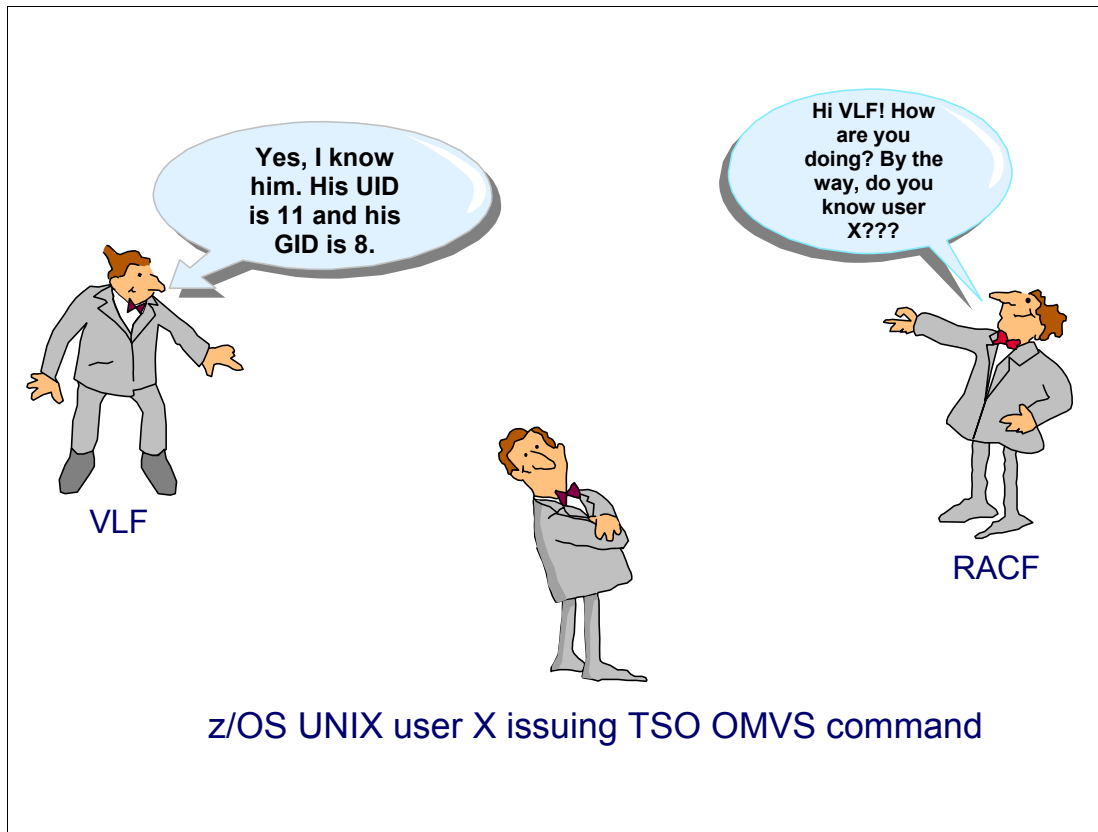 Hi VLF! How
are you
doing? By the
way, do you
know user
X???
Yes, I know
him. His UID
is 11 and his
GID is 8.
VLF
RACF
z/OS UNIX user X issuing TSO OMVS command